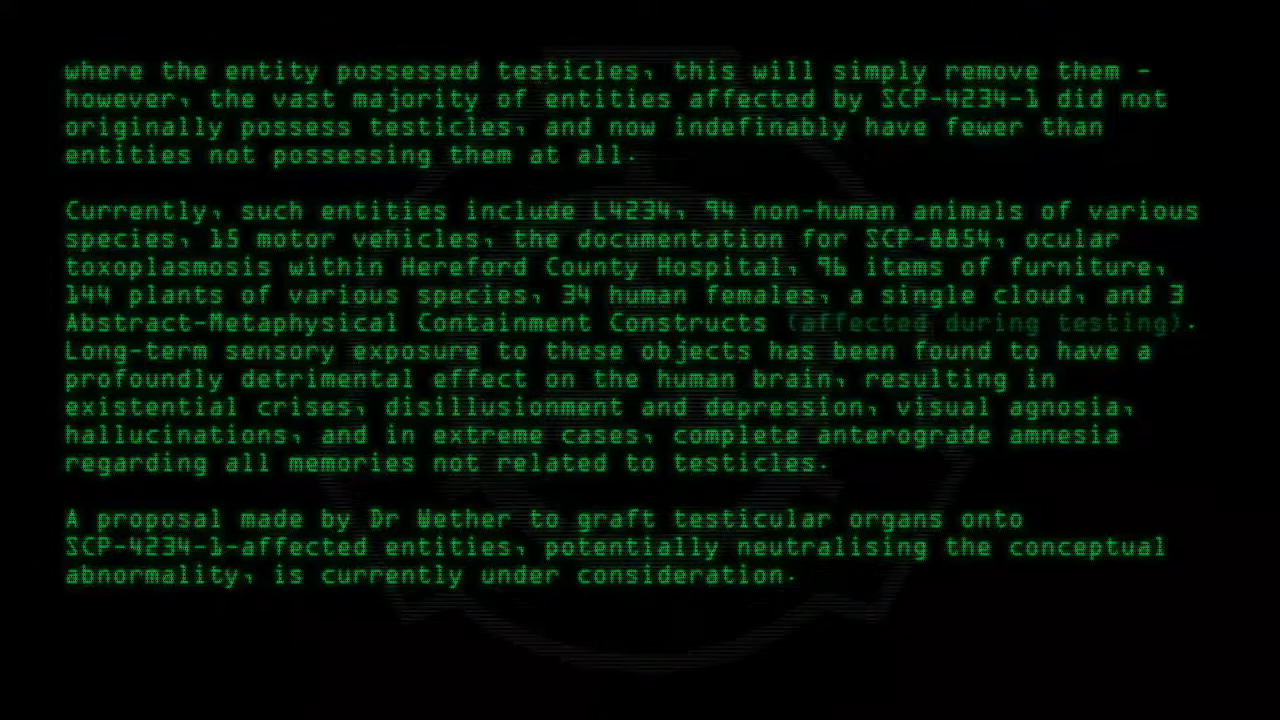 where the entity possessed testicles, this will simply remove them -
however, the vast majority of entities affected by SCP-4234-1 did not
originally possess testicles, and now indefinably have fewer than
entities not possessing them at all.
Currently, such entities include L4234, 94 non-human animals of various
species, 15 motor vehicles, the documentation for SCP-8854, ocular
toxoplasmosis within Hereford County Hospital, 96 items of furniture,
144 plants of various species, 34 human females, a single cloud, and 3
Abstract-Metaphysical Containment Constructs (affected during testing).
Long-term sensory exposure to these objects has been found to have a
profoundly detrimental effect on the human brain, resulting in
existential crises, disillusionment and depression, visual agnosia,
hallucinations, and in extreme cases, complete anterograde amnesia
regarding all memories not related to testicles.
A proposal made by Dr Wether to graft testicular organs onto
SCP-4234-1-affected entities, potentially neutralising the conceptual
abnormality, is currently under consideration.